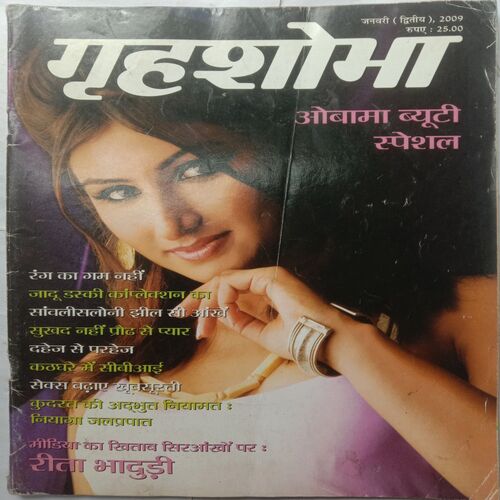 जनवरी ( द्वितीय ), 2009
रुपए : 25.00
गृहशोभा
ओबामा ब्यूटी
स्पेशल
रंग का गम नहीं
जादू डस्की कांप्लेक्शन का
सांवलीसलोनी झील सी आंखें
सुखद नहीं प्रौढ से प्यार
दहेज से परहेज
कठघरे में सीबीआई
सेक्स बढ़ाए खूबसूरती
कुदरत की अद्भुत नियामत :
नियाग्रा जलप्रपात
मीडिया का खिताब सिरआंखों पर :
रीता भादुड़ी